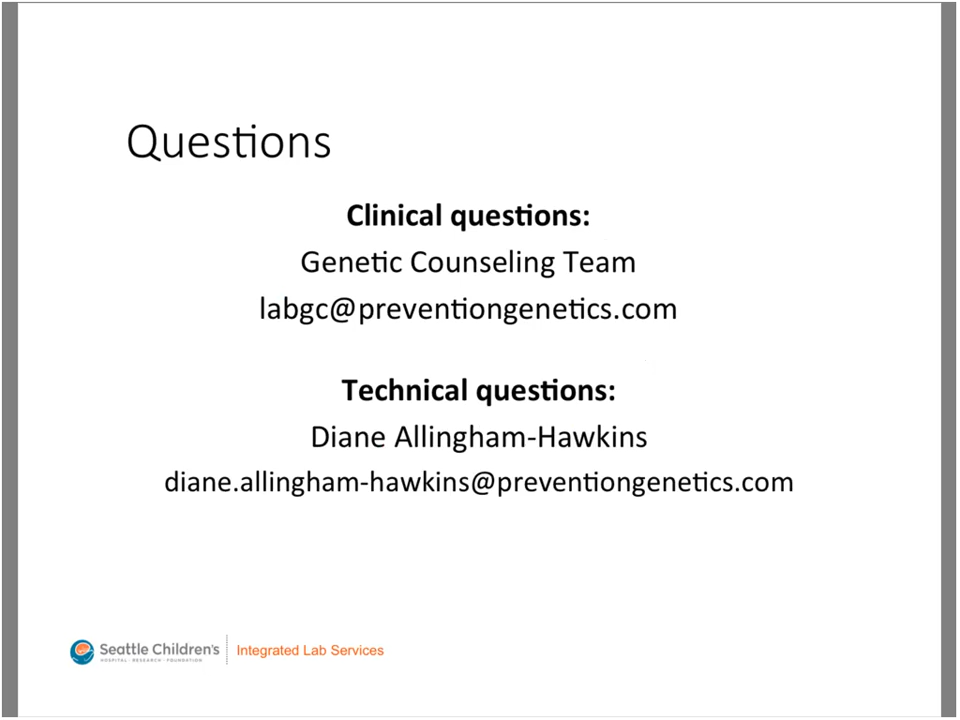 Questions
Clinical questions:
Genetic Counseling Team
labgc@preventiongenetics.com
Technical questions:
Diane Allingham-Hawkins
diane.allingham-hawkins@preventiongenetics.com
Seattle Children's
HOSPITAL · RESEARCH · FOUNDATION
Integrated Lab Services